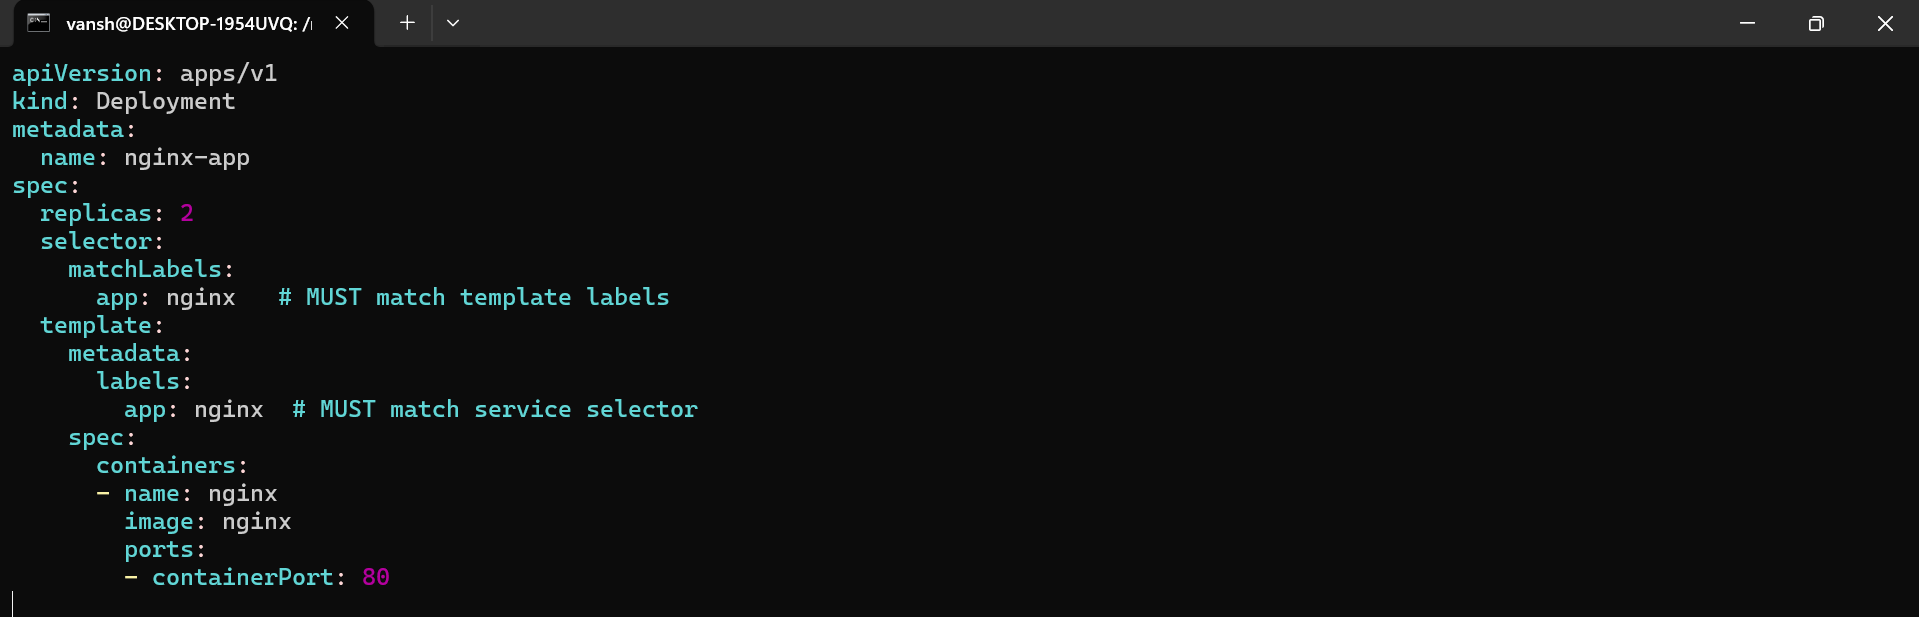 vansh@DESKTOP-1954UVQ: /
apiVersion: apps/v1
kind: Deployment
metadata:
  name: nginx-app
spec:
  replicas: 2
  selector:
    matchLabels:
      app: nginx   # MUST match template labels
  template:
    metadata:
      labels:
        app: nginx  # MUST match service selector
    spec:
      containers:
      - name: nginx
        image: nginx
        ports:
        - containerPort: 80